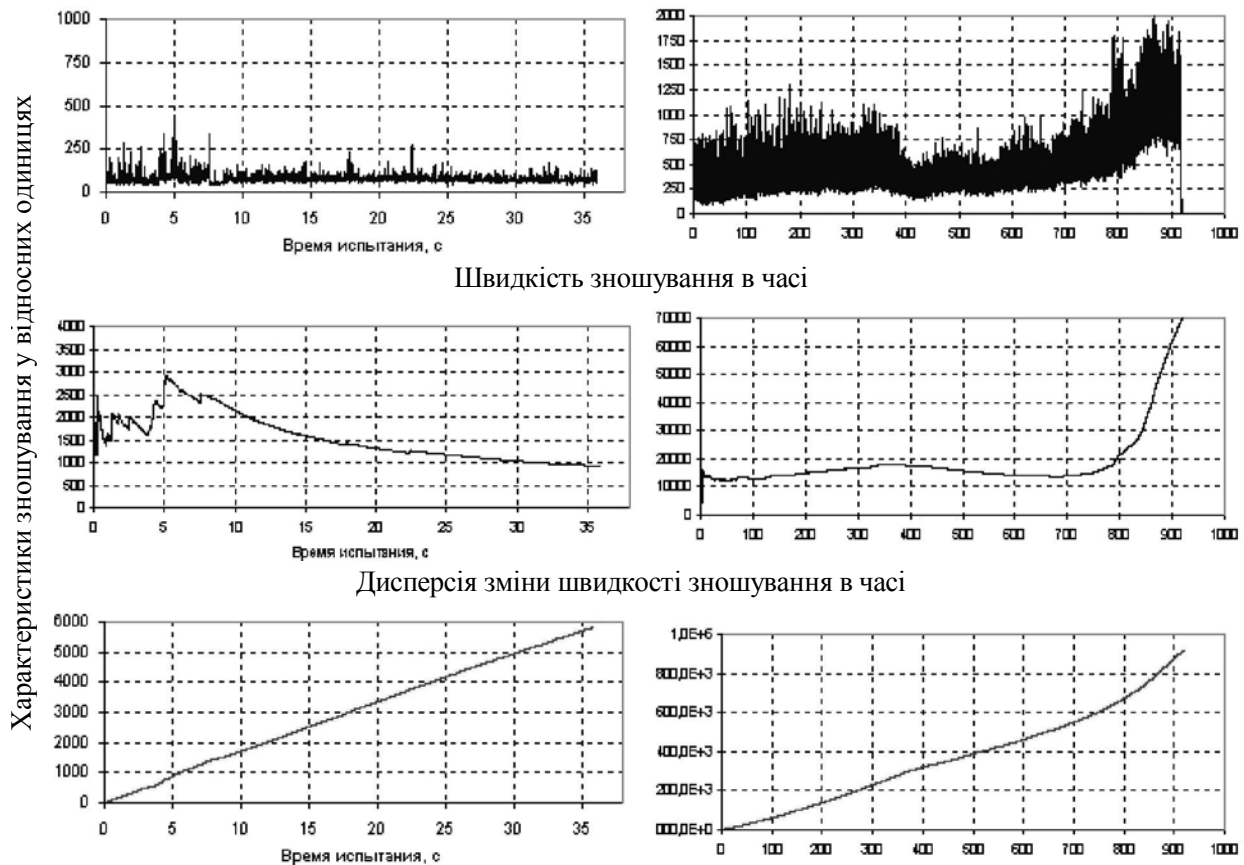 Характеристики зношування у відносних одиницях
1000
750
500
250
0
0 5 10 15 20 25 30 35
Время испытания, с
2000
1750
1500
1250
1000
750
500
250
0
0 100 200 300 400 500 600 700 800 900 1000
Швидкість зношування в часі
4000
3500
3000
2500
2000
1500
1000
500
0
0 5 10 15 20 25 30 35
Время испытания, с
70000
60000
50000
40000
30000
20000
10000
0
0 100 200 300 400 500 600 700 800 900 1000
Дисперсія зміни швидкості зношування в часі
6000
5000
4000
3000
2000
1000
0
0 5 10 15 20 25 30 35
Время испытания, с
1,0E+6
800,0E+3
600,0E+3
400,0E+3
200,0E+3
000,0E+0
0 100 200 300 400 500 600 700 800 900 1000